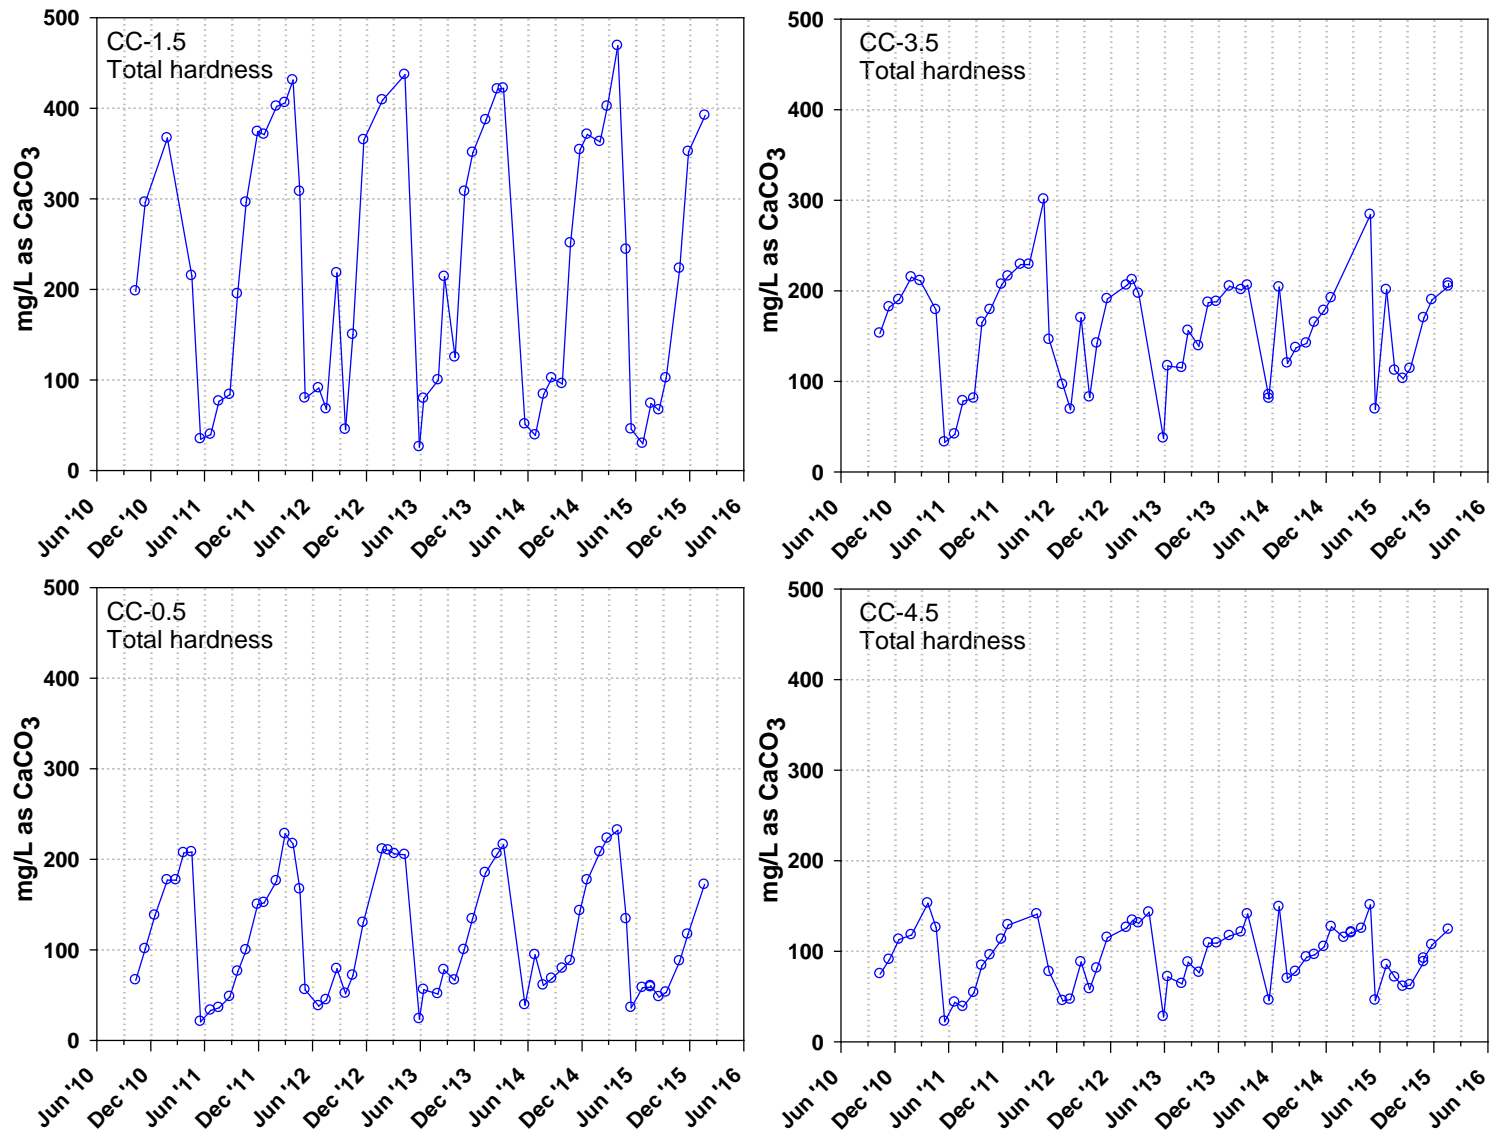 CC-1.5
Total hardness
mg/L as CaCO3
500
400
300
200
100
0
Jun '10
Dec '10
Jun '11
Dec '11
Jun '12
Dec '12
Jun '13
Dec '13
Jun '14
Dec '14
Jun '15
Dec '15
Jun '16
CC-3.5
Total hardness
mg/L as CaCO3
500
400
300
200
100
0
Jun '10
Dec '10
Jun '11
Dec '11
Jun '12
Dec '12
Jun '13
Dec '13
Jun '14
Dec '14
Jun '15
Dec '15
Jun '16
CC-0.5
Total hardness
mg/L as CaCO3
500
400
300
200
100
0
Jun '10
Dec '10
Jun '11
Dec '11
Jun '12
Dec '12
Jun '13
Dec '13
Jun '14
Dec '14
Jun '15
Dec '15
Jun '16
CC-4.5
Total hardness
mg/L as CaCO3
500
400
300
200
100
0
Jun '10
Dec '10
Jun '11
Dec '11
Jun '12
Dec '12
Jun '13
Dec '13
Jun '14
Dec '14
Jun '15
Dec '15
Jun '16